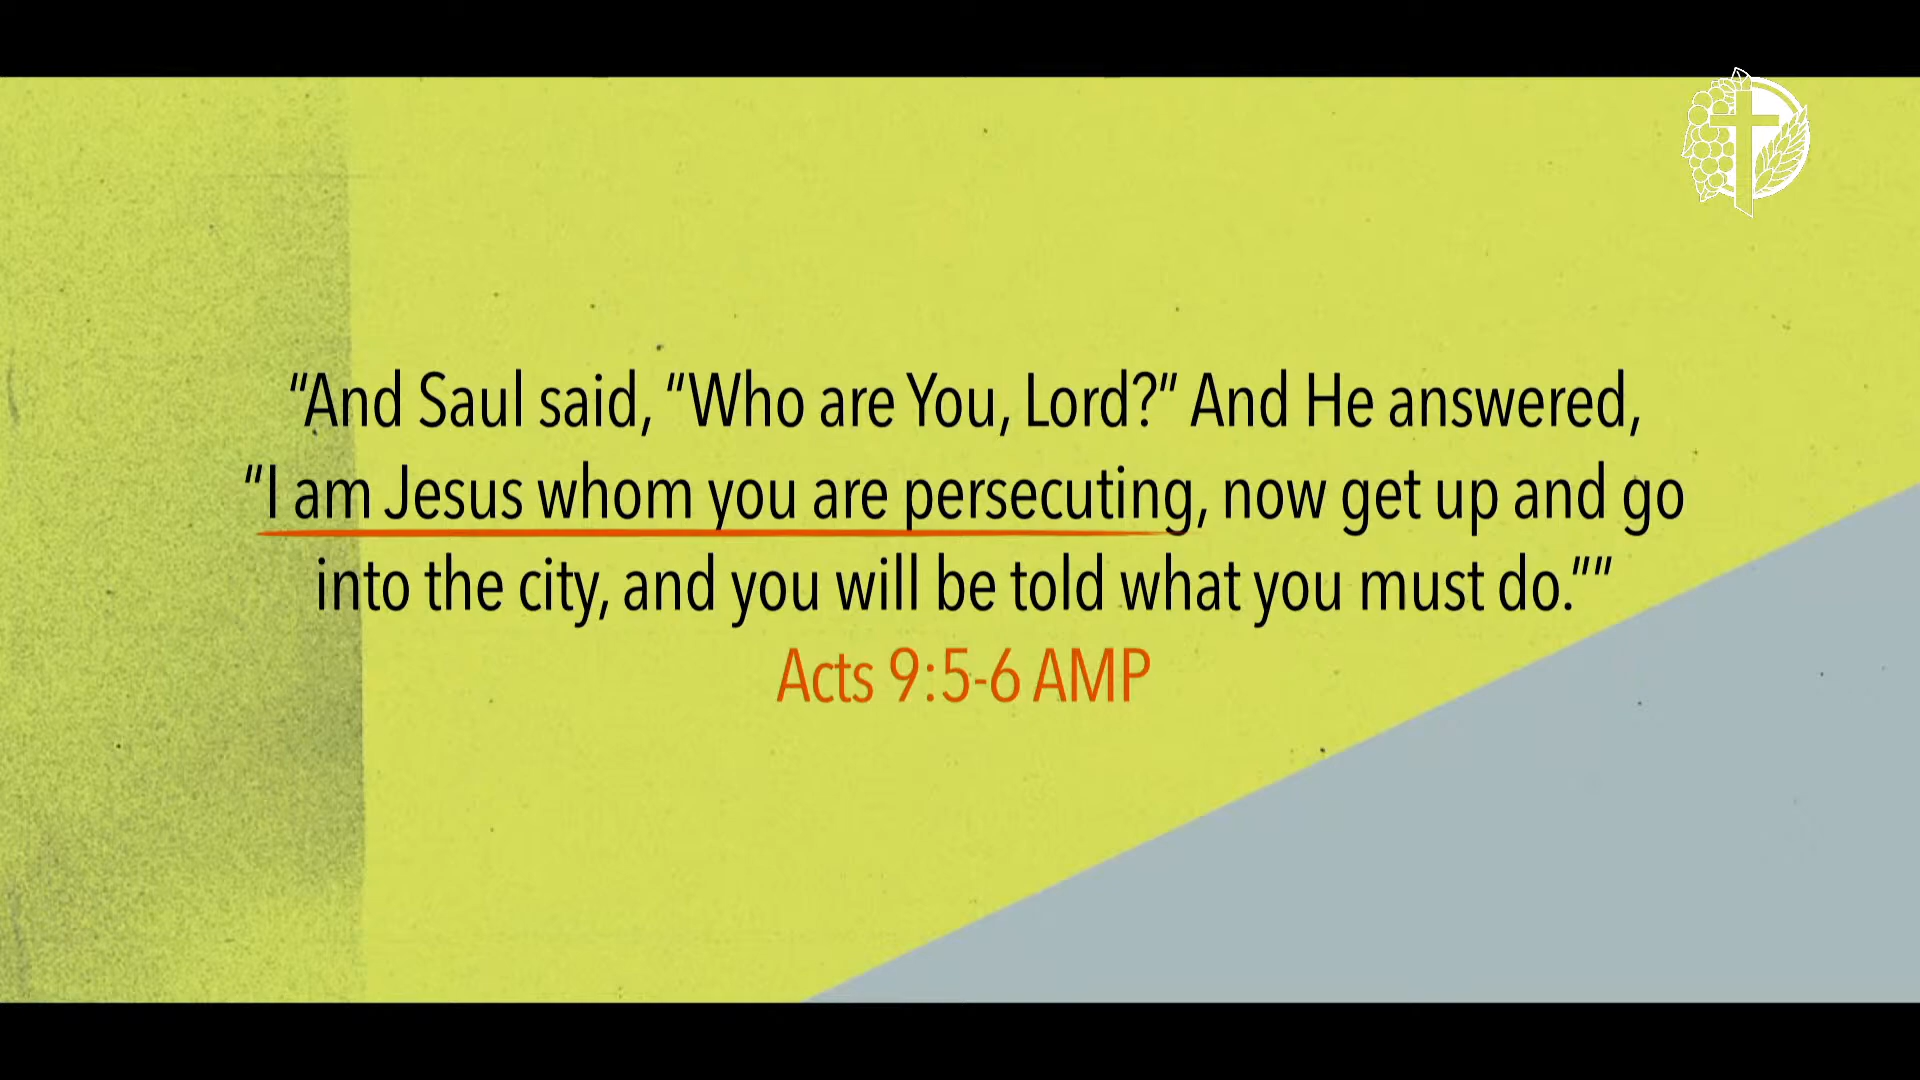 “And Saul said, “Who are You, Lord?” And He answered,
“I am Jesus whom you are persecuting, now get up and go
into the city, and you will be told what you must do.””
Acts 9:5-6 AMP